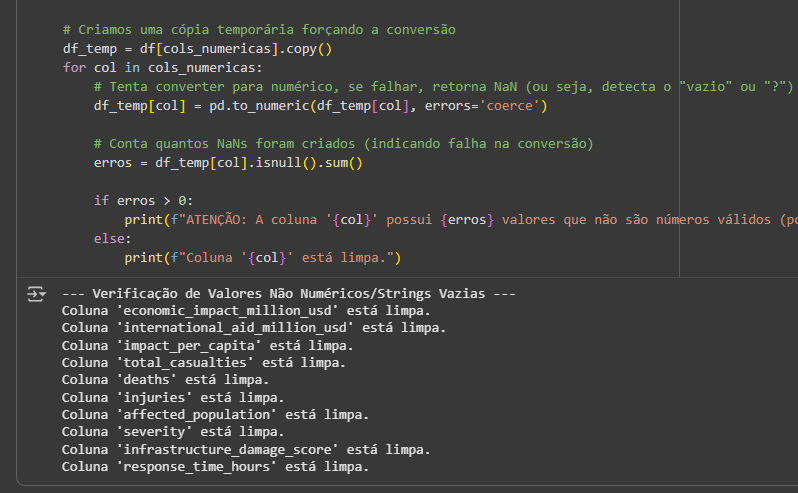 # Criamos uma cópia temporária forçando a conversão
df_temp = df[cols_numericas].copy()
for col in cols_numericas:
# Tenta converter para numérico, se falhar, retorna NaN (ou seja, detecta o "vazio" ou "?")
df_temp[col] = pd.to_numeric(df_temp[col], errors='coerce')
# Conta quantos NaNs foram criados (indicando falha na conversão)
erros = df_temp[col].isnull().sum()
if erros > 0:
print(f"ATENÇÃO: A coluna '{col}' possui {erros} valores que não são números válidos (po
else:
print(f"Coluna '{col}' está limpa.")
--- Verificação de Valores Não Numéricos/Strings Vazias ---
Coluna 'economic_impact_million_usd' está limpa.
Coluna 'international_aid_million_usd' está limpa.
Coluna 'impact_per_capita' está limpa.
Coluna 'total_casualties' está limpa.
Coluna 'deaths' está limpa.
Coluna 'injuries' está limpa.
Coluna 'affected_population' está limpa.
Coluna 'severity' está limpa.
Coluna 'infrastructure_damage_score' está limpa.
Coluna 'response_time_hours' está limpa.